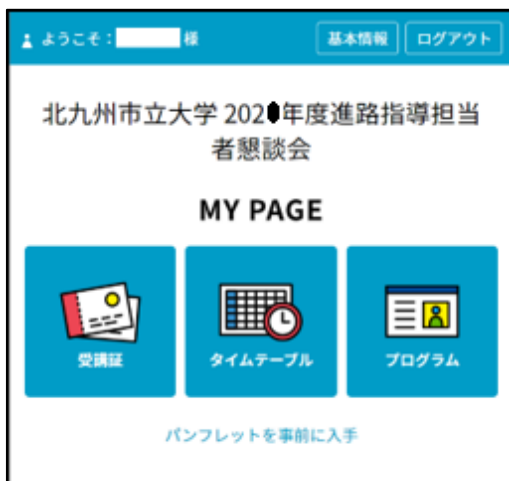 ようこそ： 様
基本情報
ログアウト
北九州市立大学 202 年度進路指導担当
者懇談会
MY PAGE
受講証
タイムテーブル
プログラム
パンフレットを事前に入手